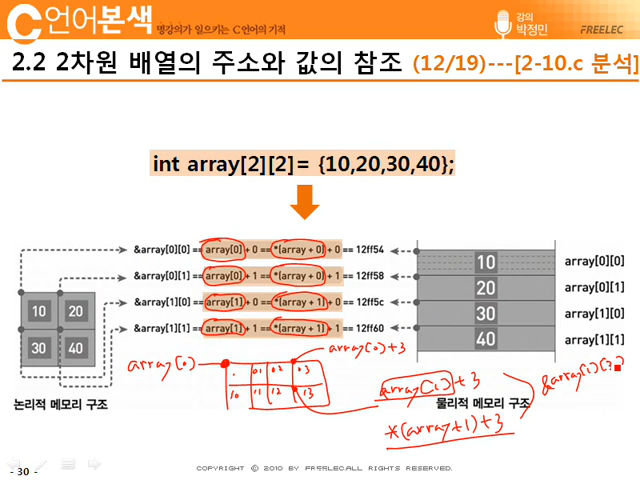 C언어본색 명강의가 일으키는 C언어의 기적
강의
박정민
FREELEC
2.2 2차원 배열의 주소와 값의 참조 (12/19)---[2-10.c 분석]
int array[2][2]= {10,20,30,40};
&array[0][0] == array[0] + 0 == *(array + 0) + 0 == 12ff54
&array[0][1] == array[0] + 1 == *(array + 0) + 1 == 12ff58
&array[1][0] == array[1] + 0 == *(array + 1) + 0 == 12ff5c
&array[1][1] == array[1] + 1 == *(array + 1) + 1 == 12ff60
10 20
30 40
논리적 메모리 구조
10 array[0][0]
20 array[0][1]
30 array[1][0]
40 array[1][1]
물리적 메모리 구조
array(0)+3
array(0)
01 02 03
10 11 12 13
array(1)+3
*(array+1)+3
&array(1)(3)
- 30 -
COPYRIGHT ⓒ 2010 BY FREELEC.ALL RIGHTS RESERVED.